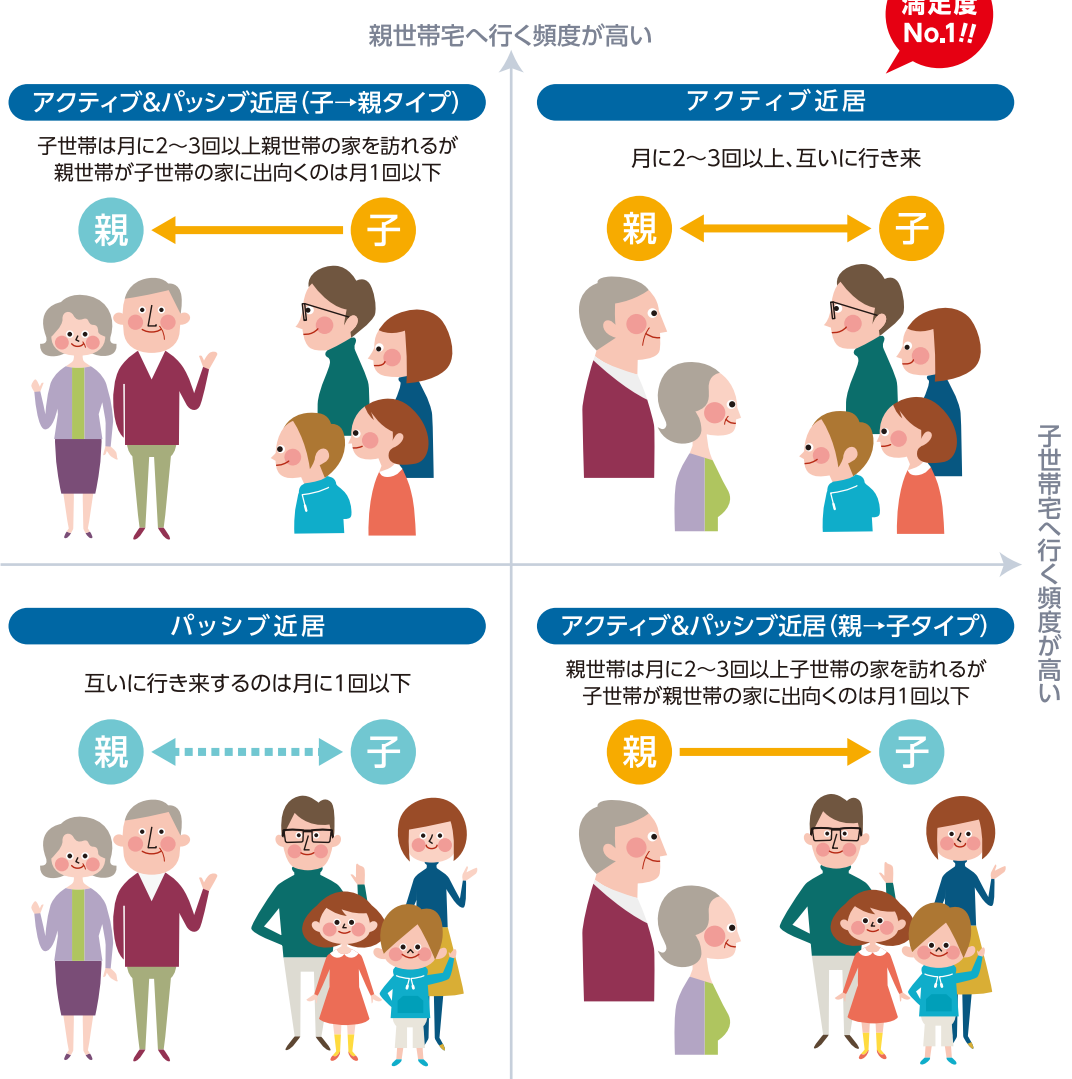 満足度
No.1!!
親世帯宅へ行く頻度が高い
アクティブ&パッシブ近居(子→親タイプ)
子世帯は月に2〜3回以上親世帯の家を訪れるが
親世帯が子世帯の家に出向くのは月1回以下
親
子
アクティブ近居
月に2〜3回以上、互いに行き来
親
子
子世帯宅へ行く頻度が高い
パッシブ近居
互いに行き来するのは月に1回以下
親
子
アクティブ&パッシブ近居(親→子タイプ)
親世帯は月に2〜3回以上子世帯の家を訪れるが
子世帯が親世帯の家に出向くのは月1回以下
親
子